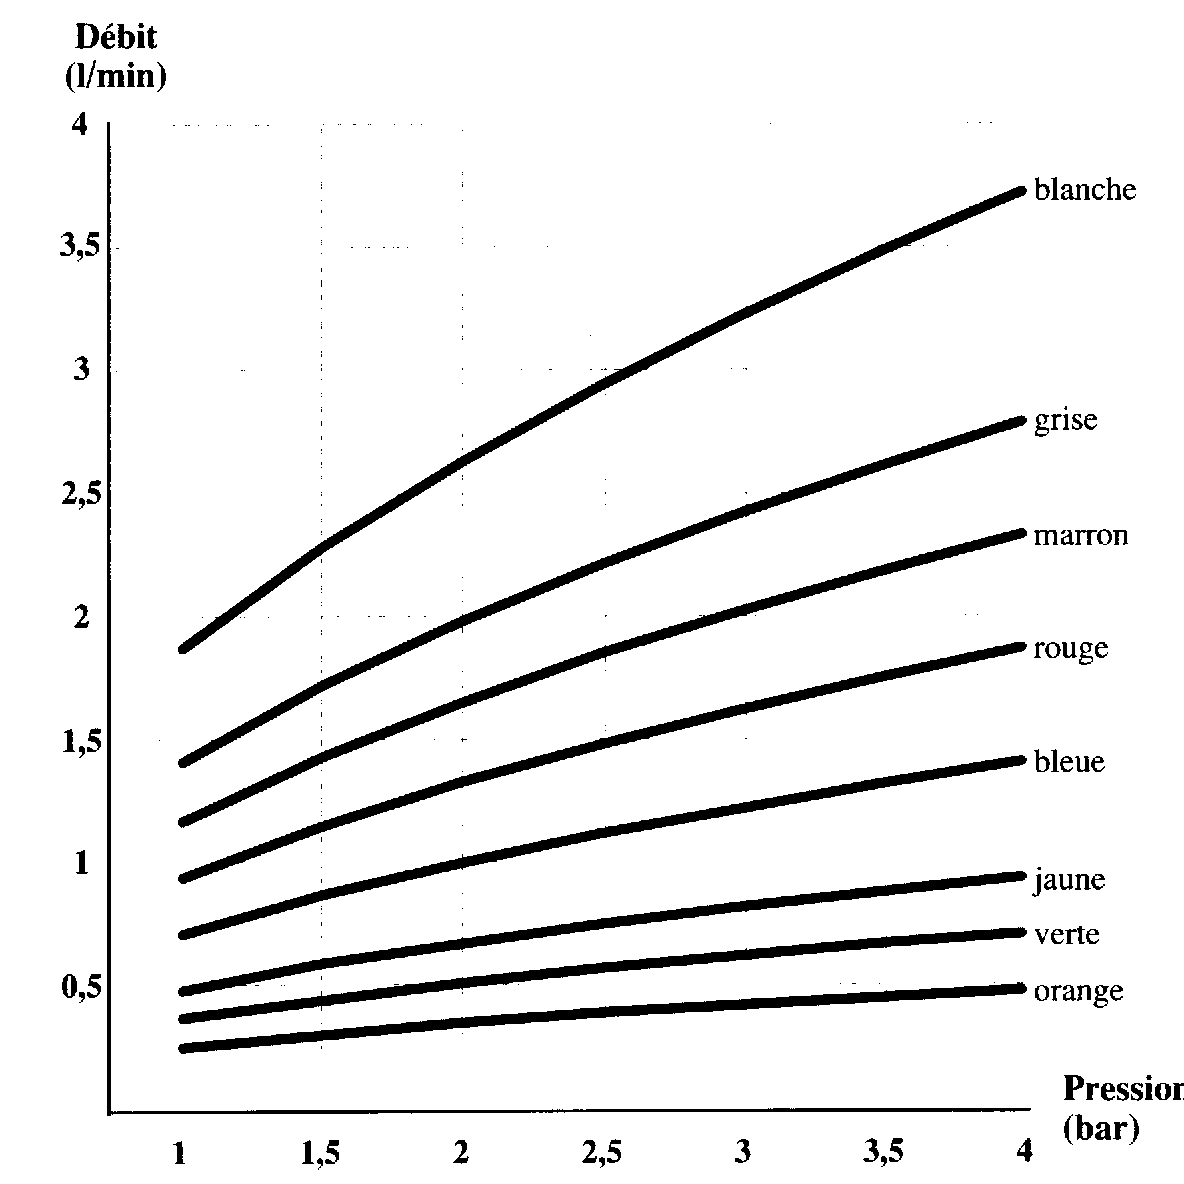 Débit
(l/min)
4
3,5
3
2,5
2
1,5
1
0,5
blanche
grise
marron
rouge
bleue
jaune
verte
orange
Pression
(bar)
1 1,5 2 2,5 3 3,5 4